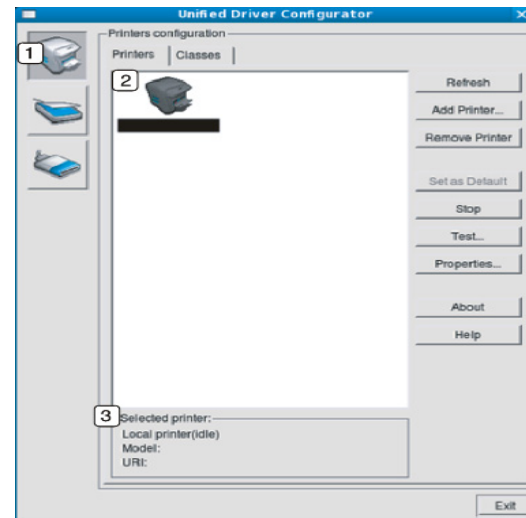 Unified Driver Configurator
Printers configuration
1
Printers
Classes
2
Refresh
Add Printer...
Remove Printer
Set as Default
Stop
Test...
Properties...
About
Help
3
Selected printer:
Local printer(idle)
Model:
URI:
Exit